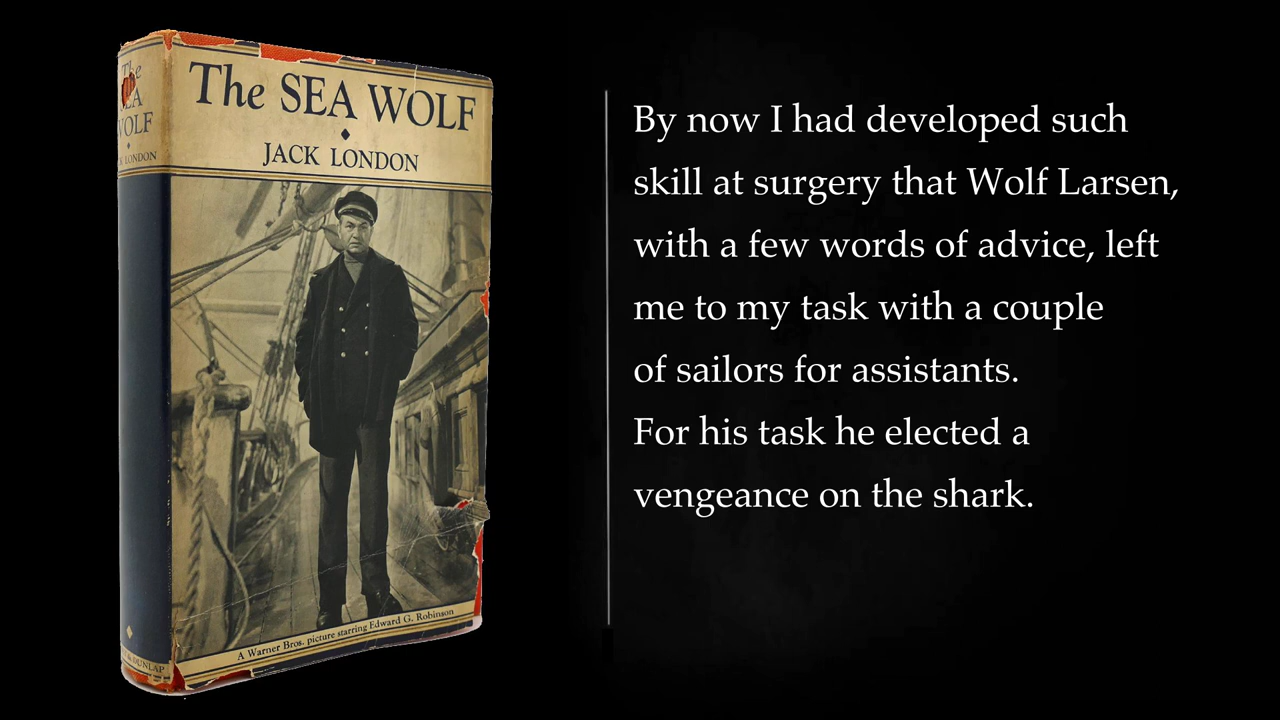 The
SEA
WOLF
LONDON
DUNLAP
The SEA WOLF
JACK LONDON
A Warner Bros. picture starring Edward G. Robinson
By now I had developed such
skill at surgery that Wolf Larsen,
with a few words of advice, left
me to my task with a couple
of sailors for assistants.
For his task he elected a
vengeance on the shark.